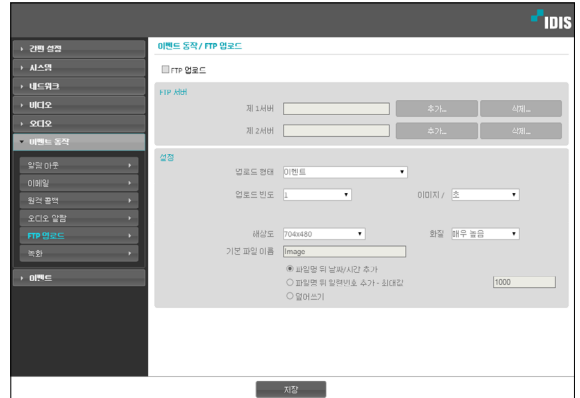 IDIS
간편 설정
시스템
네트워크
비디오
오디오
이벤트 동작
알람 아웃
이메일
원격 콜백
오디오 알람
FTP 업로드
녹화
이벤트
이벤트 동작 / FTP 업로드
FTP 업로드
FTP 서버
제 1서버 추가... 삭제...
제 2서버 추가... 삭제...
설정
업로드 형태 이벤트
업로드 빈도 1 이미지 / 초
해상도 704x480 화질 매우 높음
기본 파일 이름 Image
파일명 뒤 날짜/시간 추가
파일명 뒤 일련번호 추가 - 최대값 1000
덮어쓰기
저장